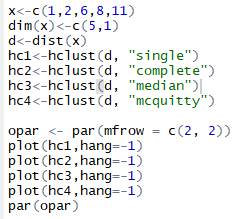 x<-c(1,2,6,8,11)
dim(x)<-c(5,1)
d<-dist(x)
hc1<-hclust(d, "single")
hc2<-hclust(d, "complete")
hc3<-hclust(d, "median")
hc4<-hclust(d, "mcquitty")
opar <- par(mfrow = c(2, 2))
plot(hc1,hang=-1)
plot(hc2,hang=-1)
plot(hc3,hang=-1)
plot(hc4,hang=-1)
par(opar)